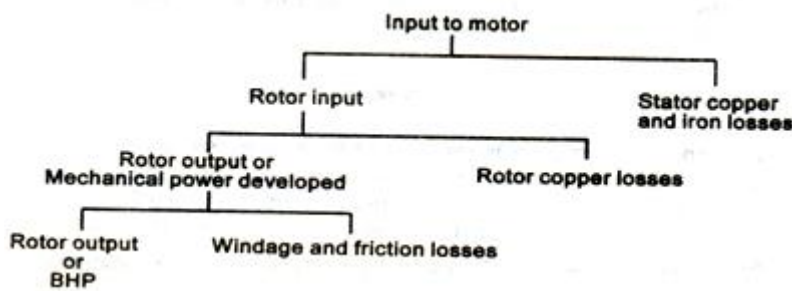 Input to motor
Rotor input
Stator copper
and iron losses
Rotor output or
Mechanical power developed
Rotor copper losses
Rotor output
or
BHP
Windage and friction losses